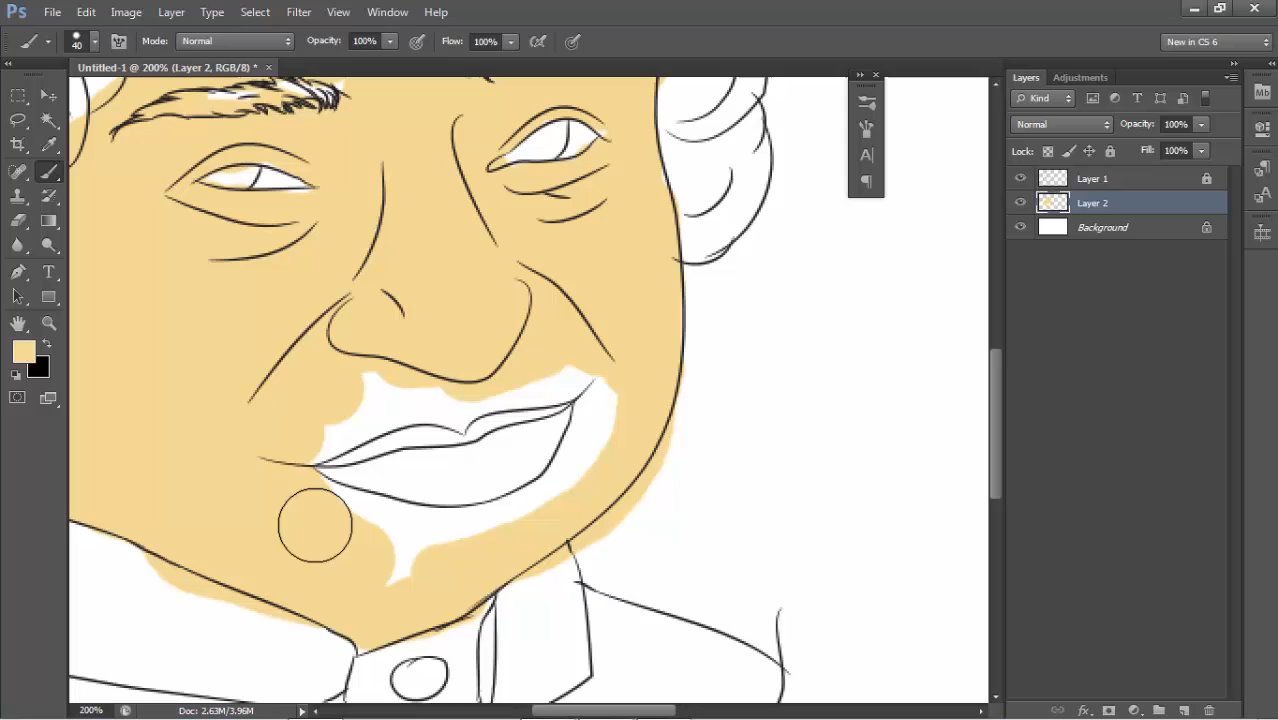 Ps File Edit Image Layer Type Select Filter View Window Help
40 Mode: Normal Opacity: 100% Flow: 100% New in CS 6
Untitled-1 @ 200% (Layer 2, RGB/8) * ×
Layers Adjustments
Kind
Normal Opacity: 100%
Lock: Fill: 100%
Layer 1
Layer 2
Background
Mb
A
T
200% Doc: 2.63M/3.96M
fx